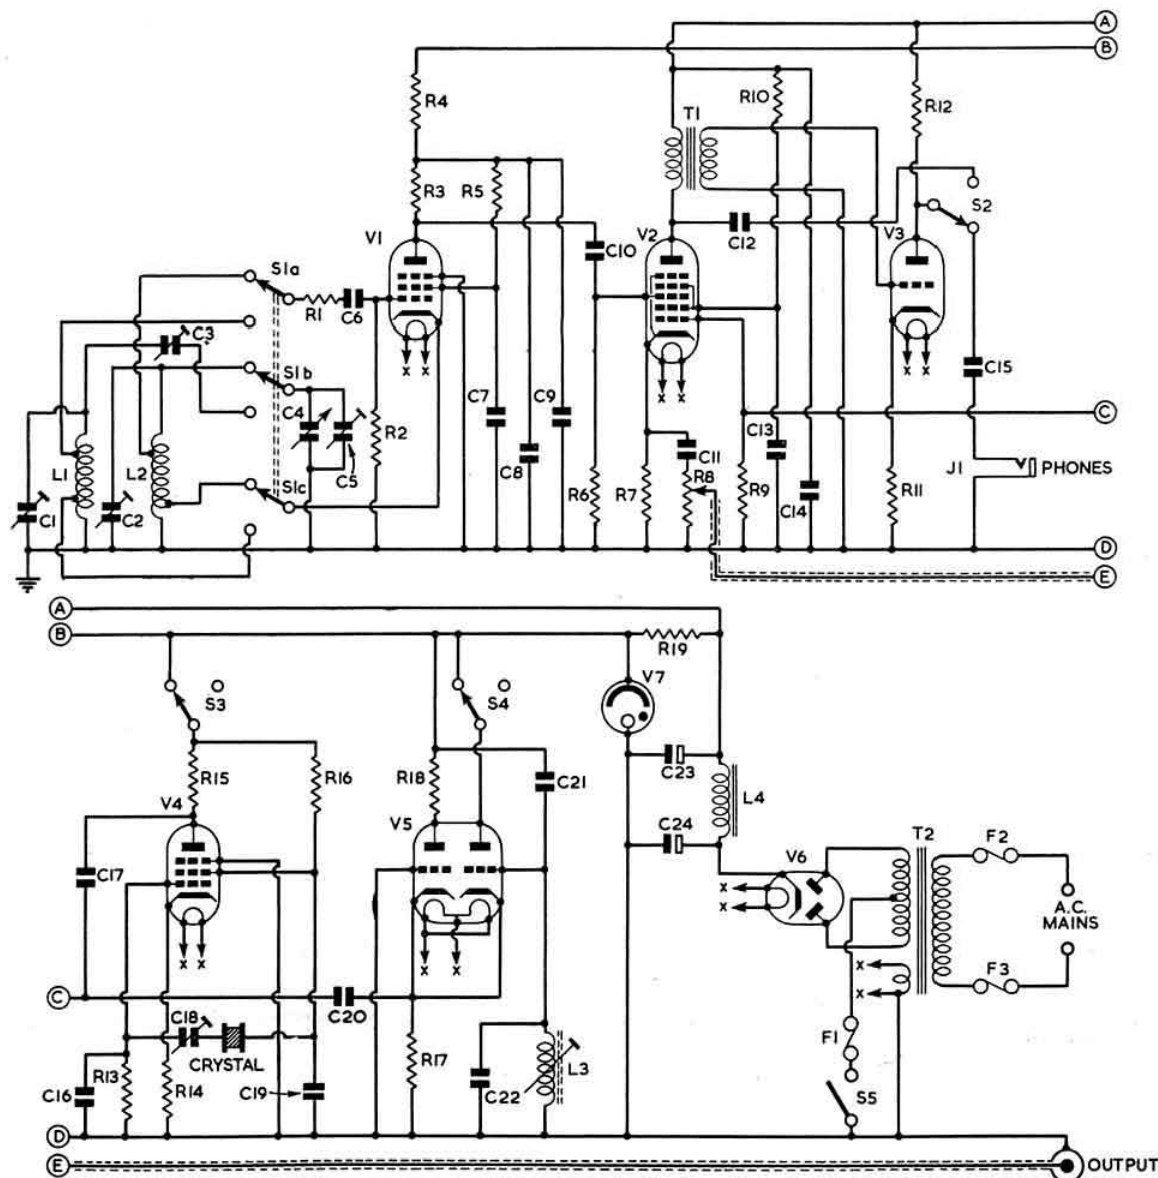 A
B
R4
R10
T1
R12
R3
R5
S2
V1
C10
V2
C12
V3
S1a
R1
C6
C3
S1b
x x
x x
x x
C15
C4
R2
C7
C9
C
L1
L2
C5
C8
C13
C11
R8
J1
PHONES
S1c
R6
R7
R9
R11
C1
C2
C14
D
E
A
B
R19
V7
S3
S4
R15
R16
R18
C21
C23
L4
V4
V5
C24
T2
F2
V6
C17
x
x
A.C.
MAINS
x x
x x
x
F3
x
C
C20
C18
F1
CRYSTAL
R17
L3
R13
R14
C19
C22
C16
S5
D
E
OUTPUT